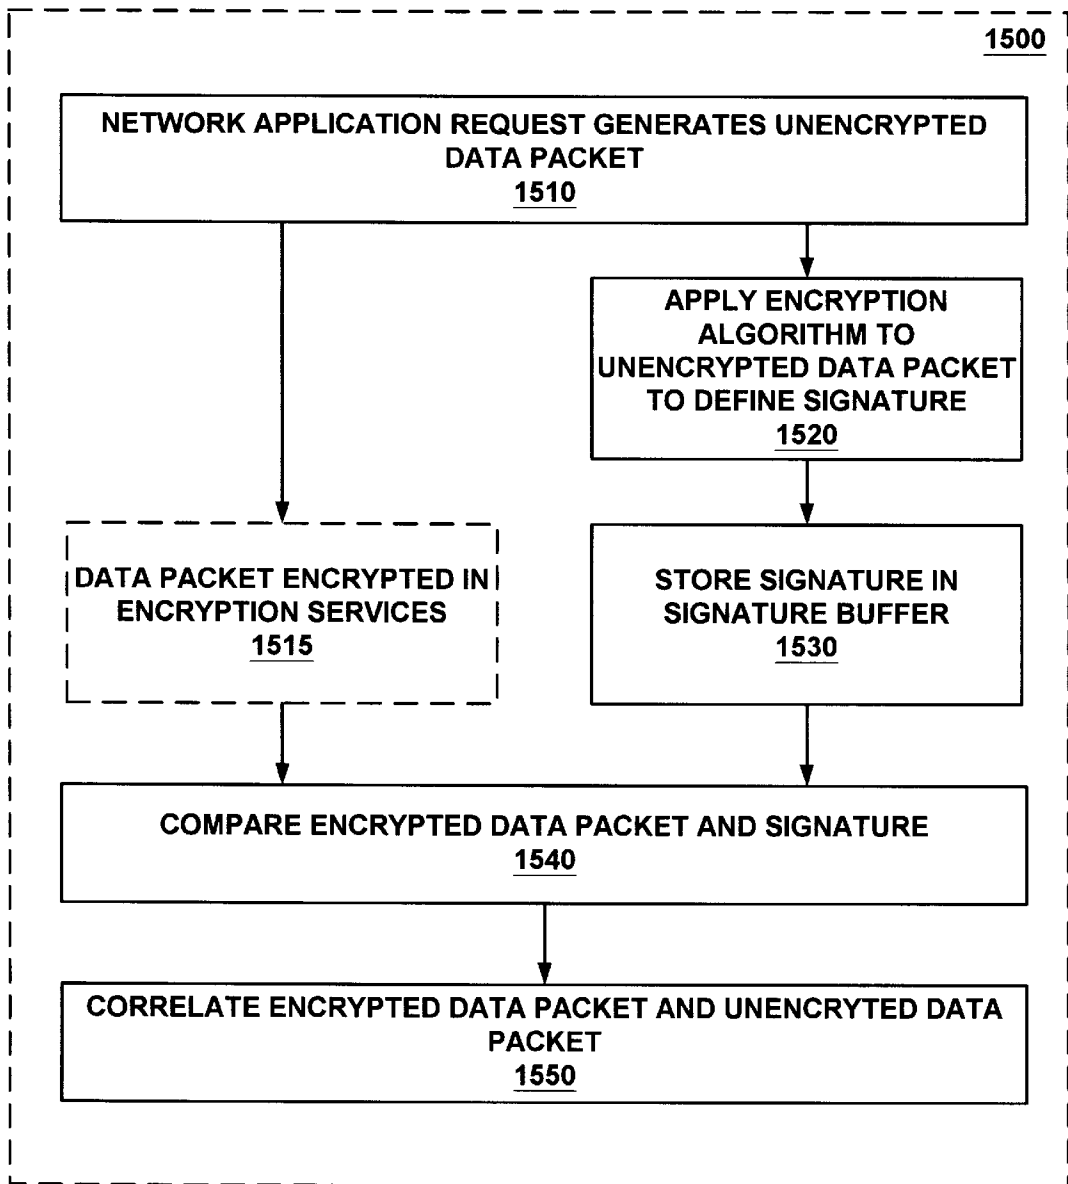 1500
NETWORK APPLICATION REQUEST GENERATES UNENCRYPTED
DATA PACKET
1510
APPLY ENCRYPTION
ALGORITHM TO
UNENCRYPTED DATA PACKET
TO DEFINE SIGNATURE
1520
DATA PACKET ENCRYPTED IN
ENCRYPTION SERVICES
1515
STORE SIGNATURE IN
SIGNATURE BUFFER
1530
COMPARE ENCRYPTED DATA PACKET AND SIGNATURE
1540
CORRELATE ENCRYPTED DATA PACKET AND UNENCRYTED DATA
PACKET
1550